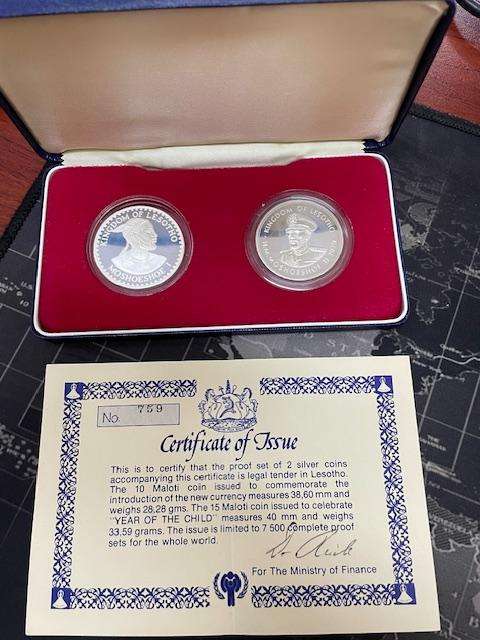 KINGDOM OF LESOTHO
MOSHOESHOE
KINGDOM OF LESOTHO
MOSHOESHOE II
1979
No. 759
Certificate of Issue
This is to certify that the proof set of 2 silver coins
accompanying this certificate is legal tender in Lesotho.
The 10 Maloti coin issued to commemorate the
introduction of the new currency measures 38.60 mm and
weighs 28.28 gms. The 15 Maloti coin issued to celebrate
"YEAR OF THE CHILD" measures 40 mm and weighs
33.59 grams. The issue is limited to 7 500 complete proof
sets for the whole world.
For The Ministry of Finance